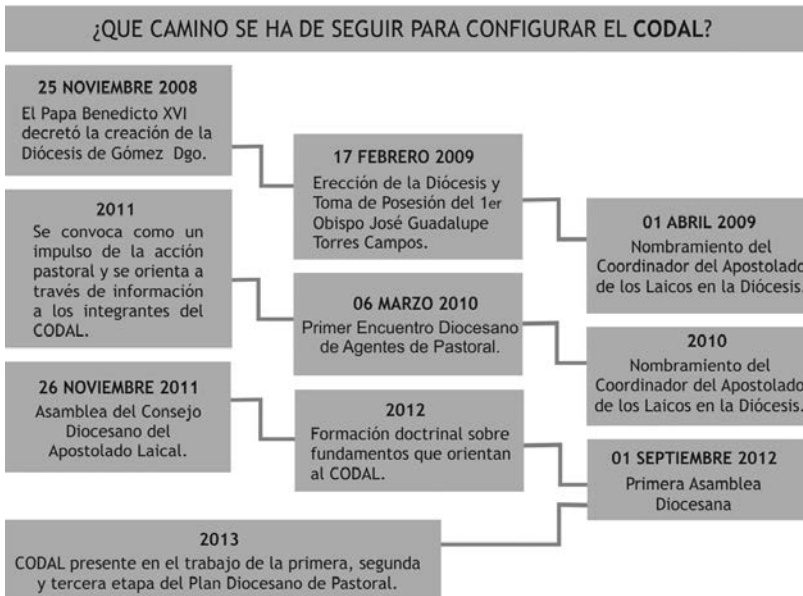 ¿QUE CAMINO SE HA DE SEGUIR PARA CONFIGURAR EL CODAL?
25 NOVIEMBRE 2008
El Papa Benedicto XVI
decretó la creación de la
Diócesis de Gómez Dgo.
17 FEBRERO 2009
Erección de la Diócesis y
Toma de Posesión del 1er
Obispo José Guadalupe
Torres Campos.
01 ABRIL 2009
Nombramiento del
Coordinador del Apostolado
de los Laicos en la Diócesis.
2011
Se convoca como un
impulso de la acción
pastoral y se orienta a
través de información
a los integrantes del
CODAL.
06 MARZO 2010
Primer Encuentro Diocesano
de Agentes de Pastoral.
2010
Nombramiento del
Coordinador del Apostolado
de los Laicos en la Diócesis.
26 NOVIEMBRE 2011
Asamblea del Consejo
Diocesano del
Apostolado Laical.
2012
Formación doctrinal sobre
fundamentos que orientan
al CODAL.
01 SEPTIEMBRE 2012
Primera Asamblea
Diocesana
2013
CODAL presente en el trabajo de la primera, segunda
y tercera etapa del Plan Diocesano de Pastoral.